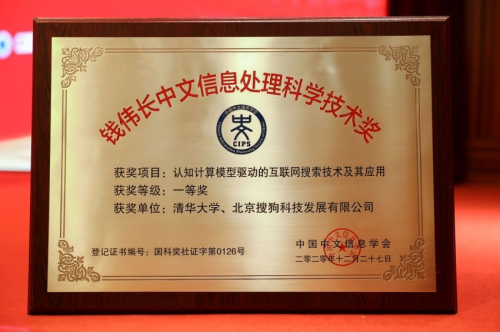 钱伟长中文信息处理科学技术奖
CIPS
获奖项目：认知计算模型驱动的互联网搜索技术及其应用
获奖等级：一等奖
获奖单位：清华大学、北京搜狗科技发展有限公司
登记证书编号：国科奖社证字第0126号
中国中文信息学会
二〇二〇年十二月二十七日